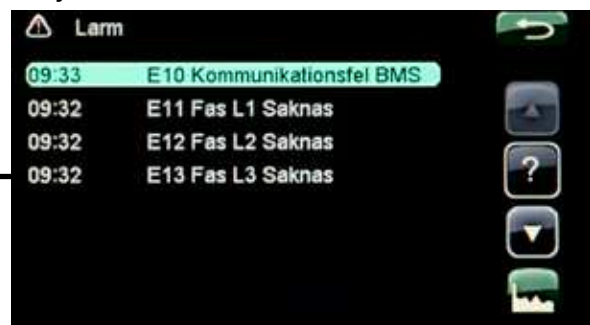 Larm
09:33 E10 Kommunikationsfel BMS
09:32 E11 Fas L1 Saknas
09:32 E12 Fas L2 Saknas
09:32 E13 Fas L3 Saknas
?